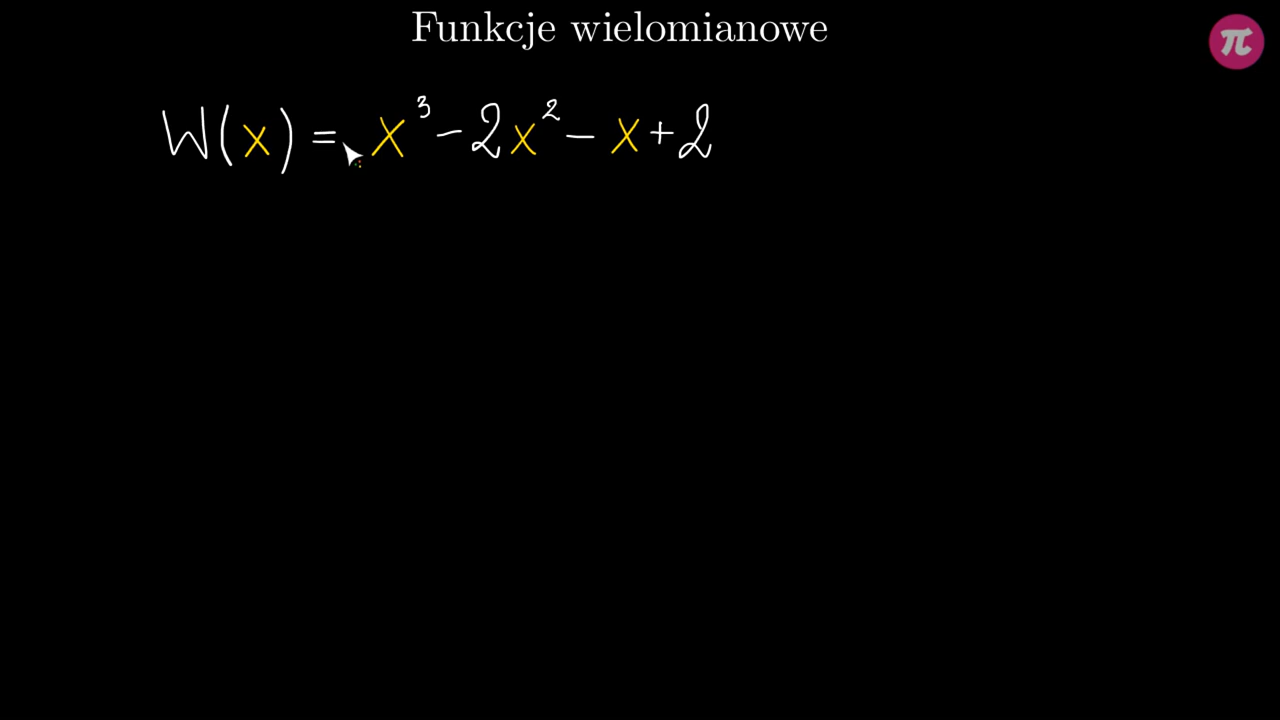 Funkcje wielomianowe
π
W(x) = x³ - 2x² - x + 2